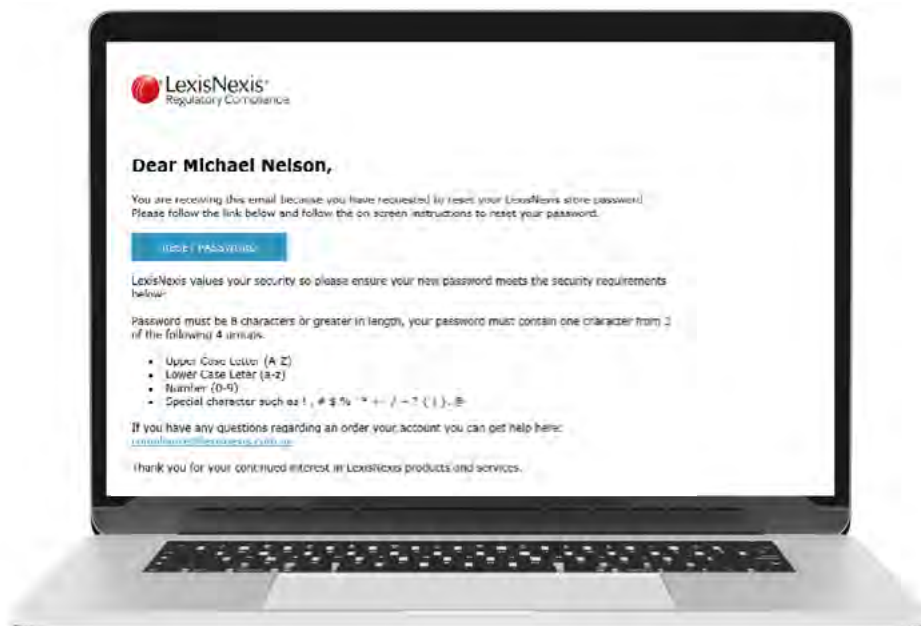 LexisNexis®
Regulatory Compliance
Dear Michael Nelson,
You are receiving this email because you have requested to reset your LexisNexis store password
Please follow the link below and follow the on screen instructions to reset your password.
RESET PASSWORD
LexisNexis values your security so please ensure your new password meets the security requirements
below:
Password must be 8 characters or greater in length, your password must contain one character from 3
of the following 4 groups.
• Upper Case Letter (A-Z)
• Lower Case Leter (a-z)
• Number (0-9)
• Special character such as ! , # $ %
If you have any questions regarding an order your account you can get help here:
Thank you for your continued interest in LexisNexis products and services.